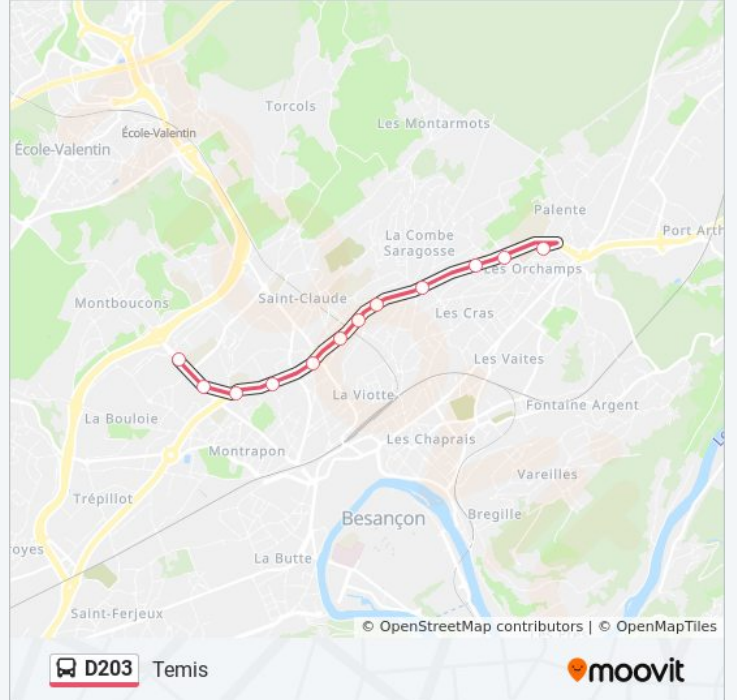 Torcols
Les Montarmots
École-Valentin
École-Valentin
Palente
Port Arth
La Combe
Saragosse
Les Orchamps
Montboucons
Saint-Claude
Les Cras
Les Vaites
La Viotte
Fontaine Argent
La Bouloie
Montrapon
Les Chaprais
Vareilles
Trépillot
Besançon
Bregille
royes
La Butte
Saint-Ferjeux
© OpenStreetMap contributors | © OpenMapTiles
D203 Temis
moovit